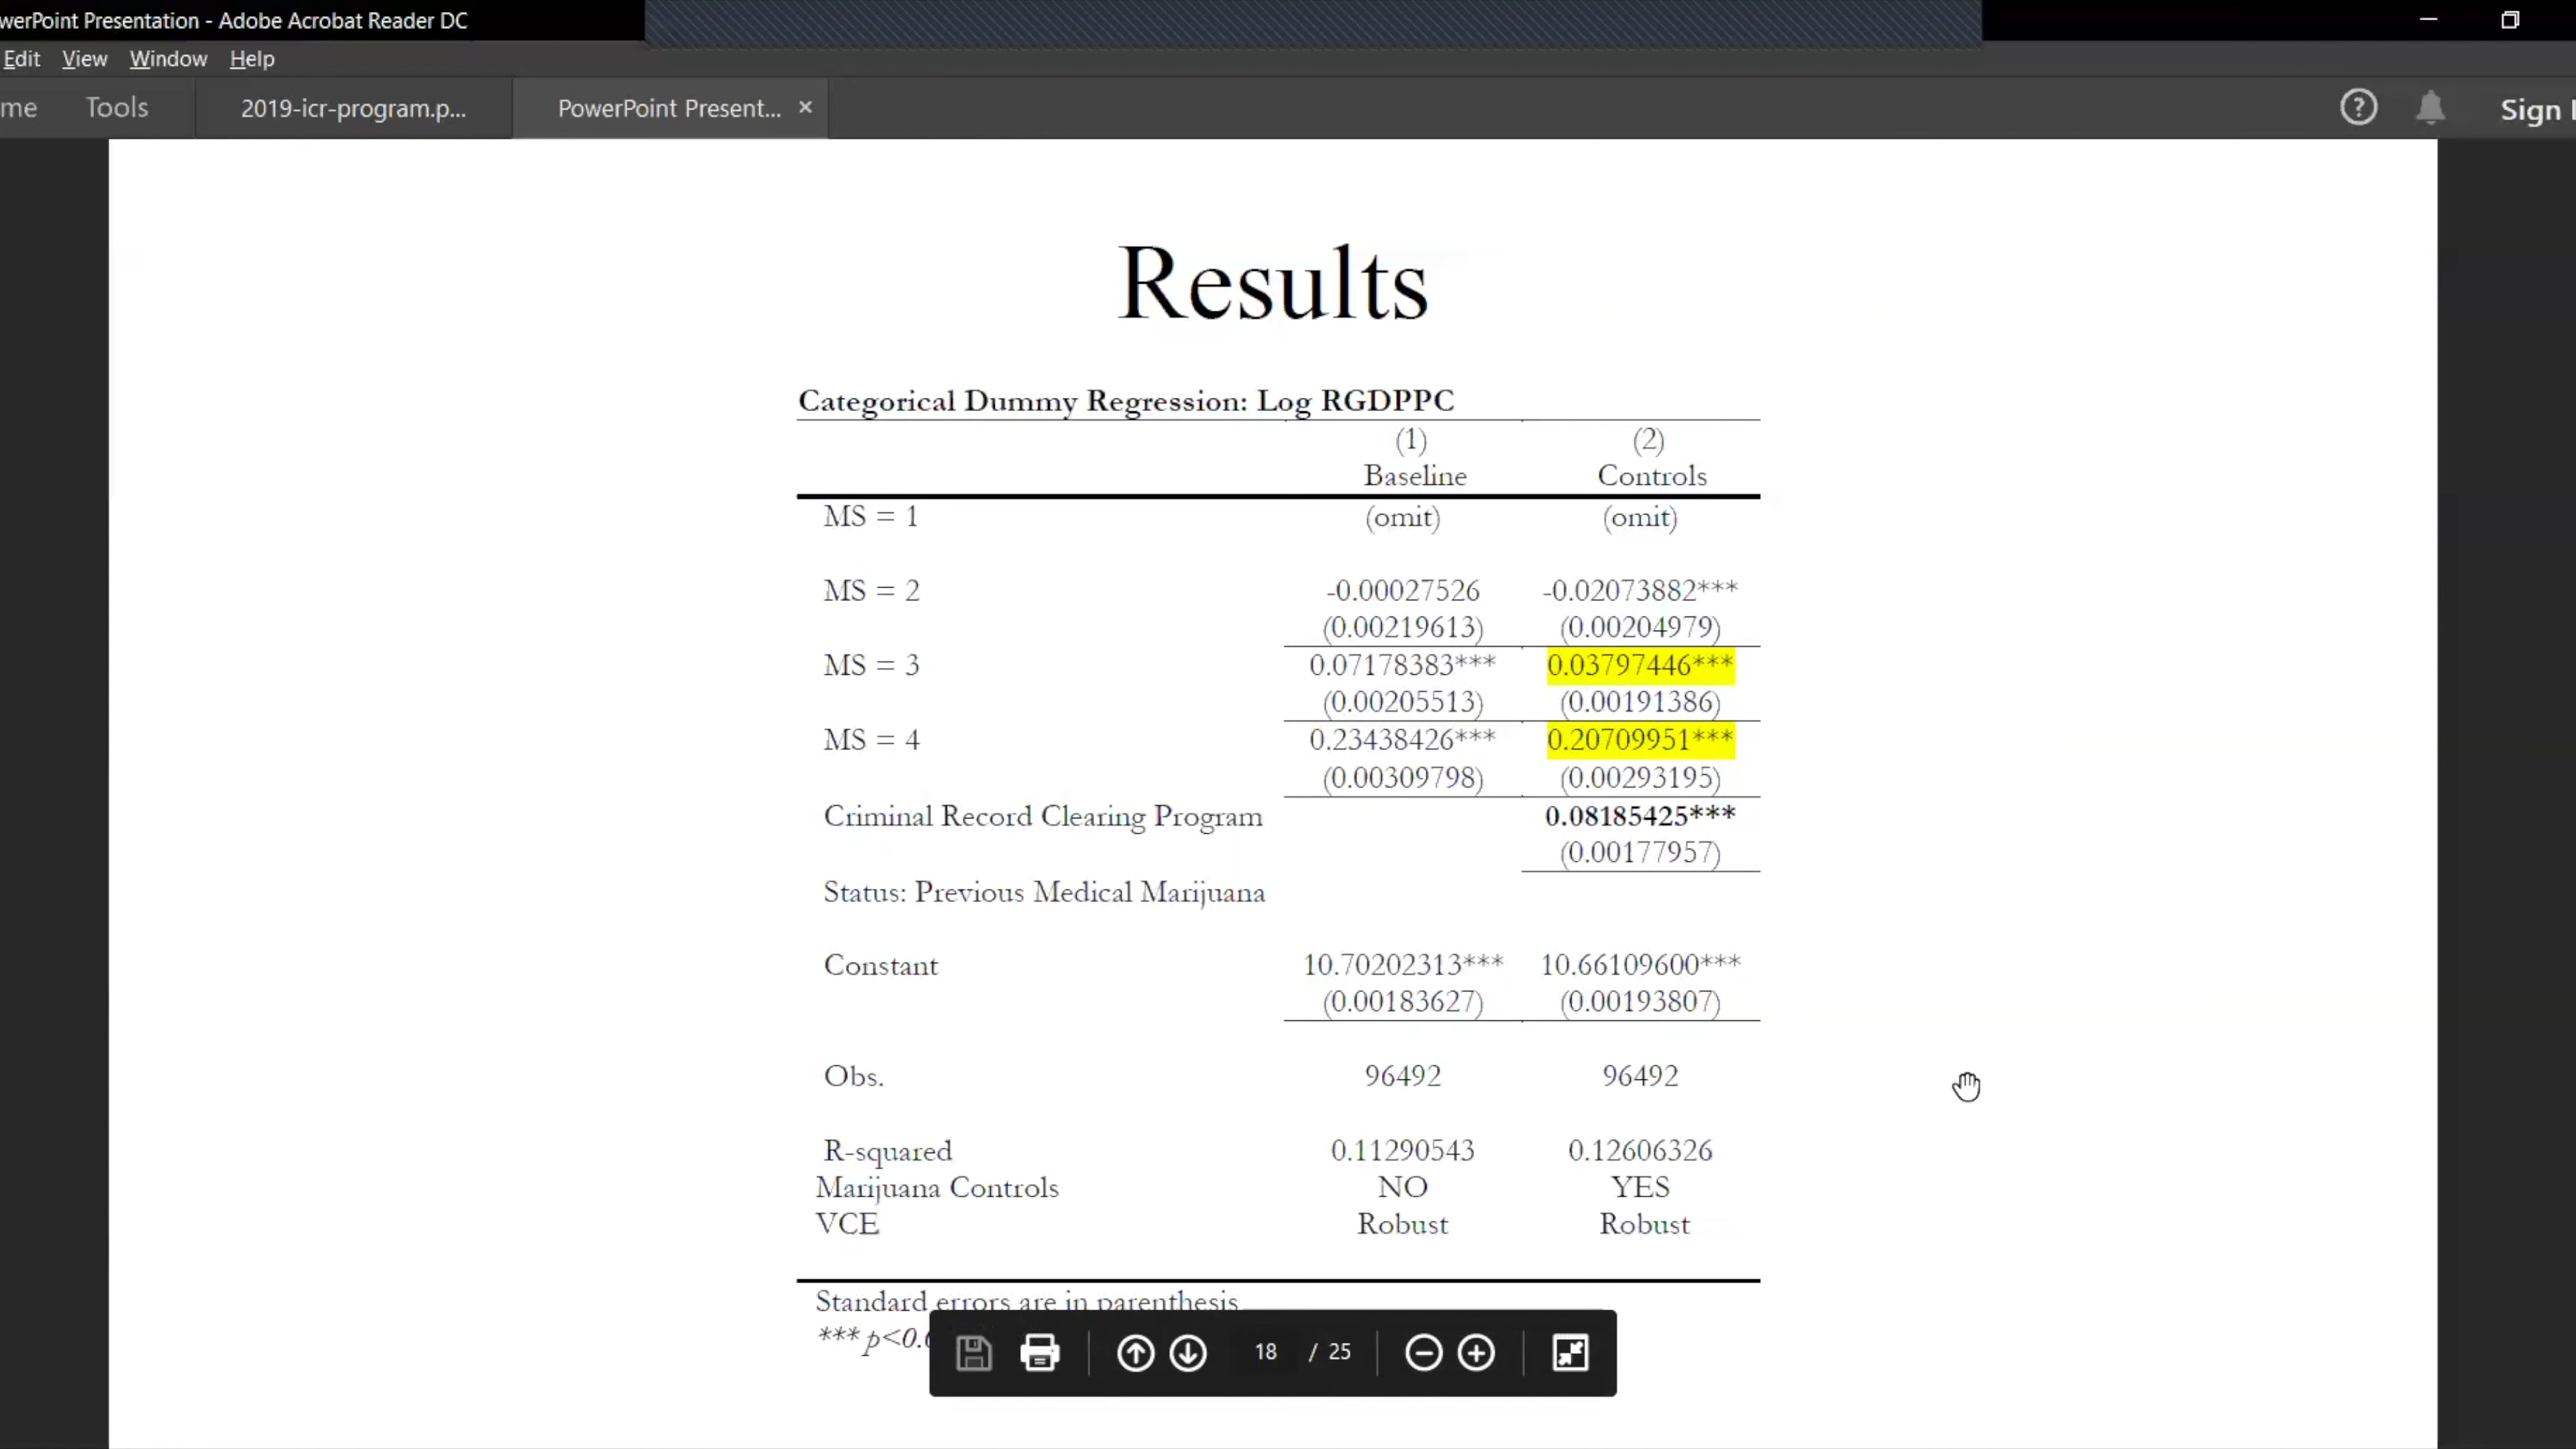 werPoint Presentation - Adobe Acrobat Reader DC
Edit View Window Help
me Tools 2019-icr-program.p... PowerPoint Present... Sign
Results
Categorical Dummy Regression: Log RGDPPC
(1) (2)
Baseline Controls
MS = 1 (omit) (omit)
MS = 2 -0.00027526 -0.02073882***
(0.00219613) (0.00204979)
MS = 3 0.07178383*** 0.03797446***
(0.00205513) (0.00191386)
MS = 4 0.23438426*** 0.20709951***
(0.00309798) (0.00293195)
Criminal Record Clearing Program 0.08185425***
(0.00177957)
Status: Previous Medical Marijuana
Constant 10.70202313*** 10.66109600***
(0.00183627) (0.00193807)
Obs. 96492 96492
R-squared 0.11290543 0.12606326
Marijuana Controls NO YES
VCE Robust Robust
Standard errors are in parenthesis
*** p<0.0
18 / 25